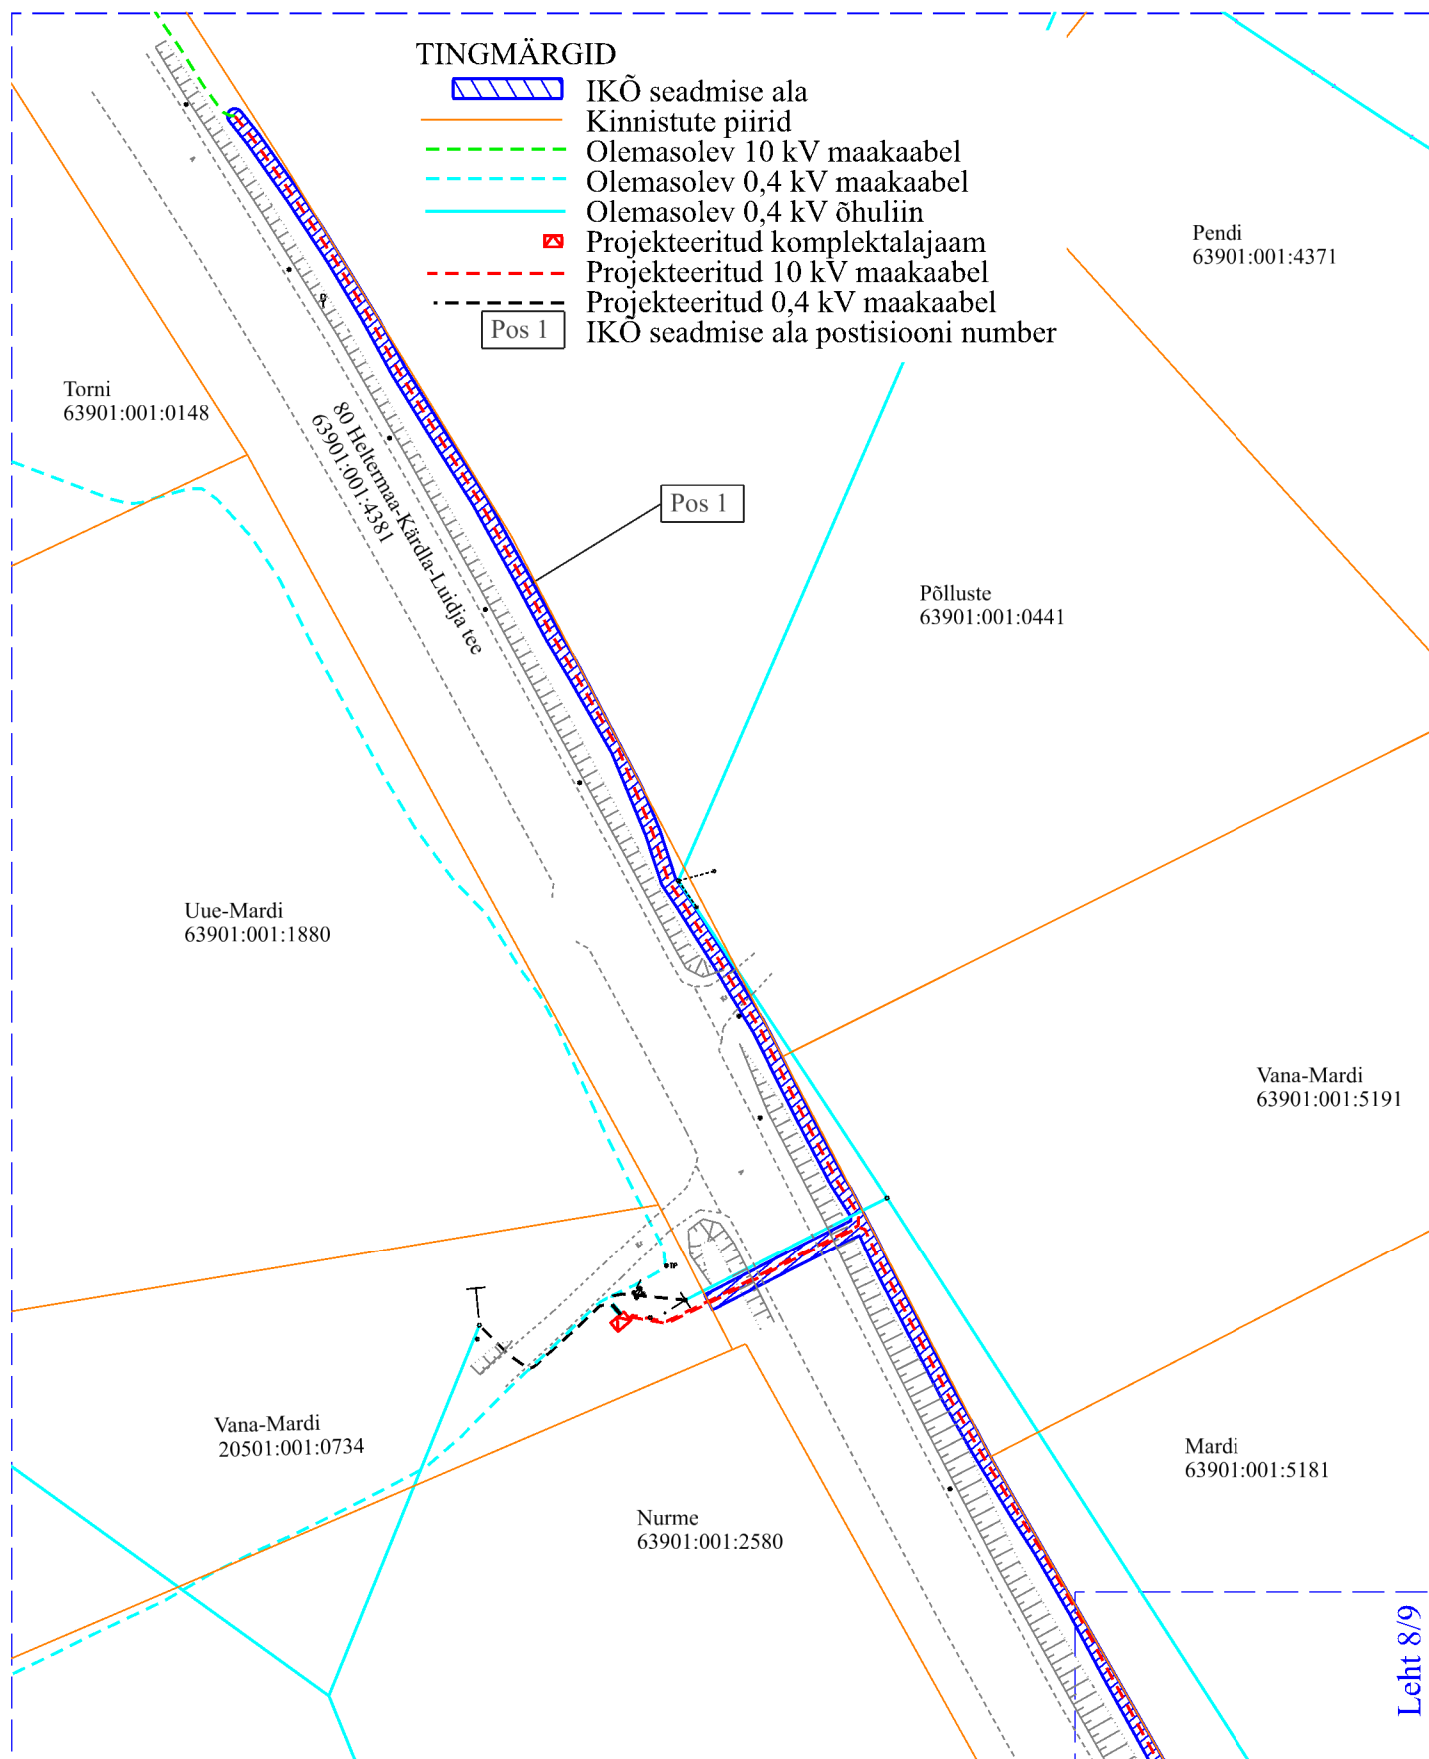 TINGMÄRGID
IKÕ seadmise ala
Kinnistute piirid
Olemasolev 10 kV maakaabel
Olemasolev 0,4 kV maakaabel
Olemasolev 0,4 kV õhuliin
Projekteeritud komplektalajaam
Projekteeritud 10 kV maakaabel
Projekteeritud 0,4 kV maakaabel
Pos 1 IKÕ seadmise ala postisiooni number
Pendi
63901:001:4371
Torni
63901:001:0148
80 Heltermaa-Kärdla-Luidja tee
63901:001:4381
Pos 1
Põlluste
63901:001:0441
Uue-Mardi
63901:001:1880
Vana-Mardi
63901:001:5191
Vana-Mardi
20501:001:0734
Mardi
63901:001:5181
Nurme
63901:001:2580
Leht 8/9